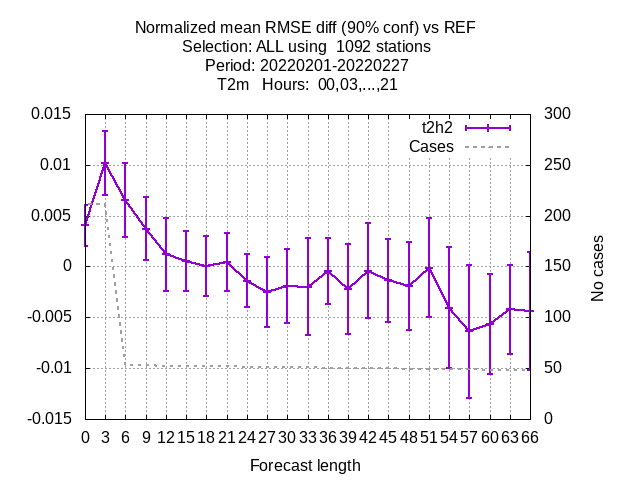 Normalized mean RMSE diff (90% conf) vs REF
Selection: ALL using  1092 stations
Period: 20220201-20220227
T2m   Hours:  00,03,...,21
0.015
0.01
0.005
0
-0.005
-0.01
-0.015
300
250
200
150
100
50
0
t2h2
Cases
No cases
0 3 6 9 12 15 18 21 24 27 30 33 36 39 42 45 48 51 54 57 60 63 66
Forecast length